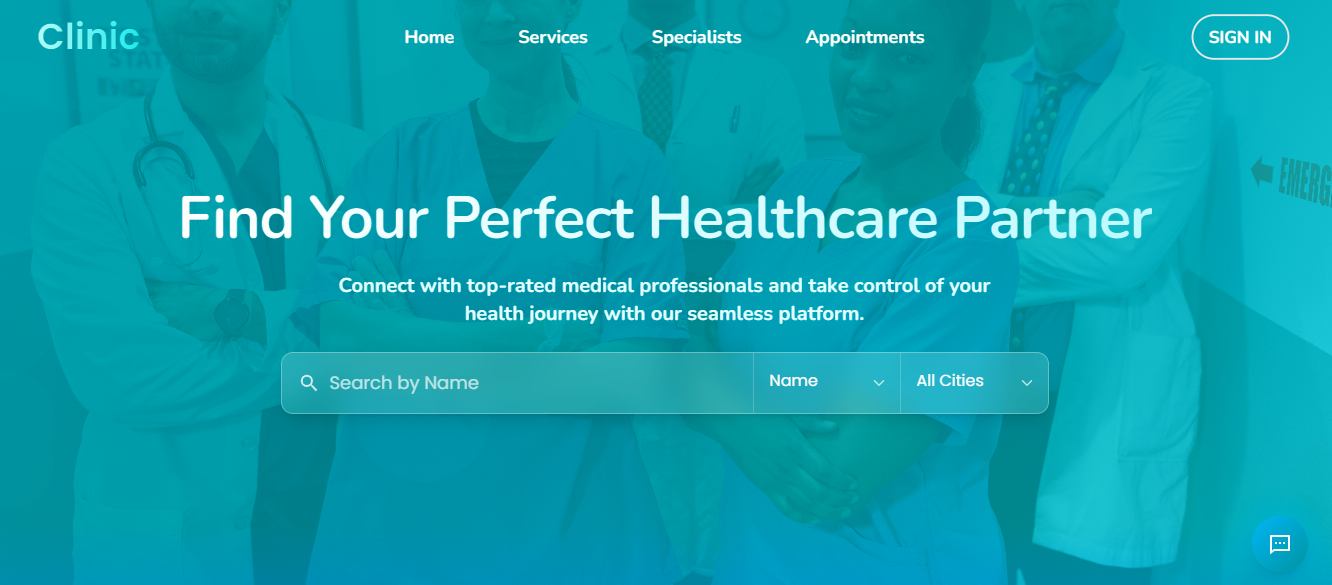 Clinic
Home
Services
Specialists
Appointments
SIGN IN
Find Your Perfect Healthcare Partner
Connect with top-rated medical professionals and take control of your
health journey with our seamless platform.
Search by Name
Name
All Cities